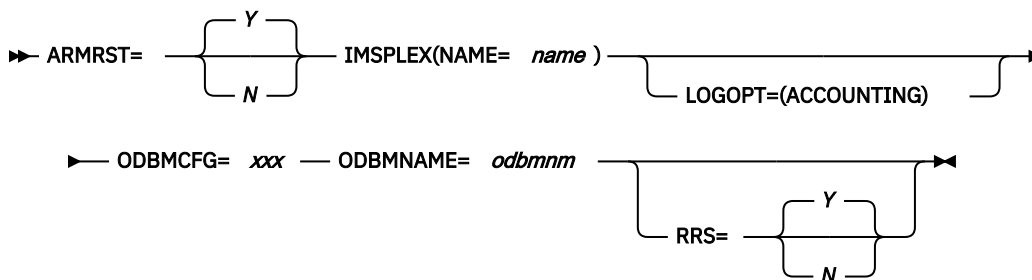 Y
ARMRST= IMSPLEX(NAME= name )
N
LOGOPT=(ACCOUNTING)
ODBMCFG= xxx ODBMNAME= odbmnm
Y
RRS=
N